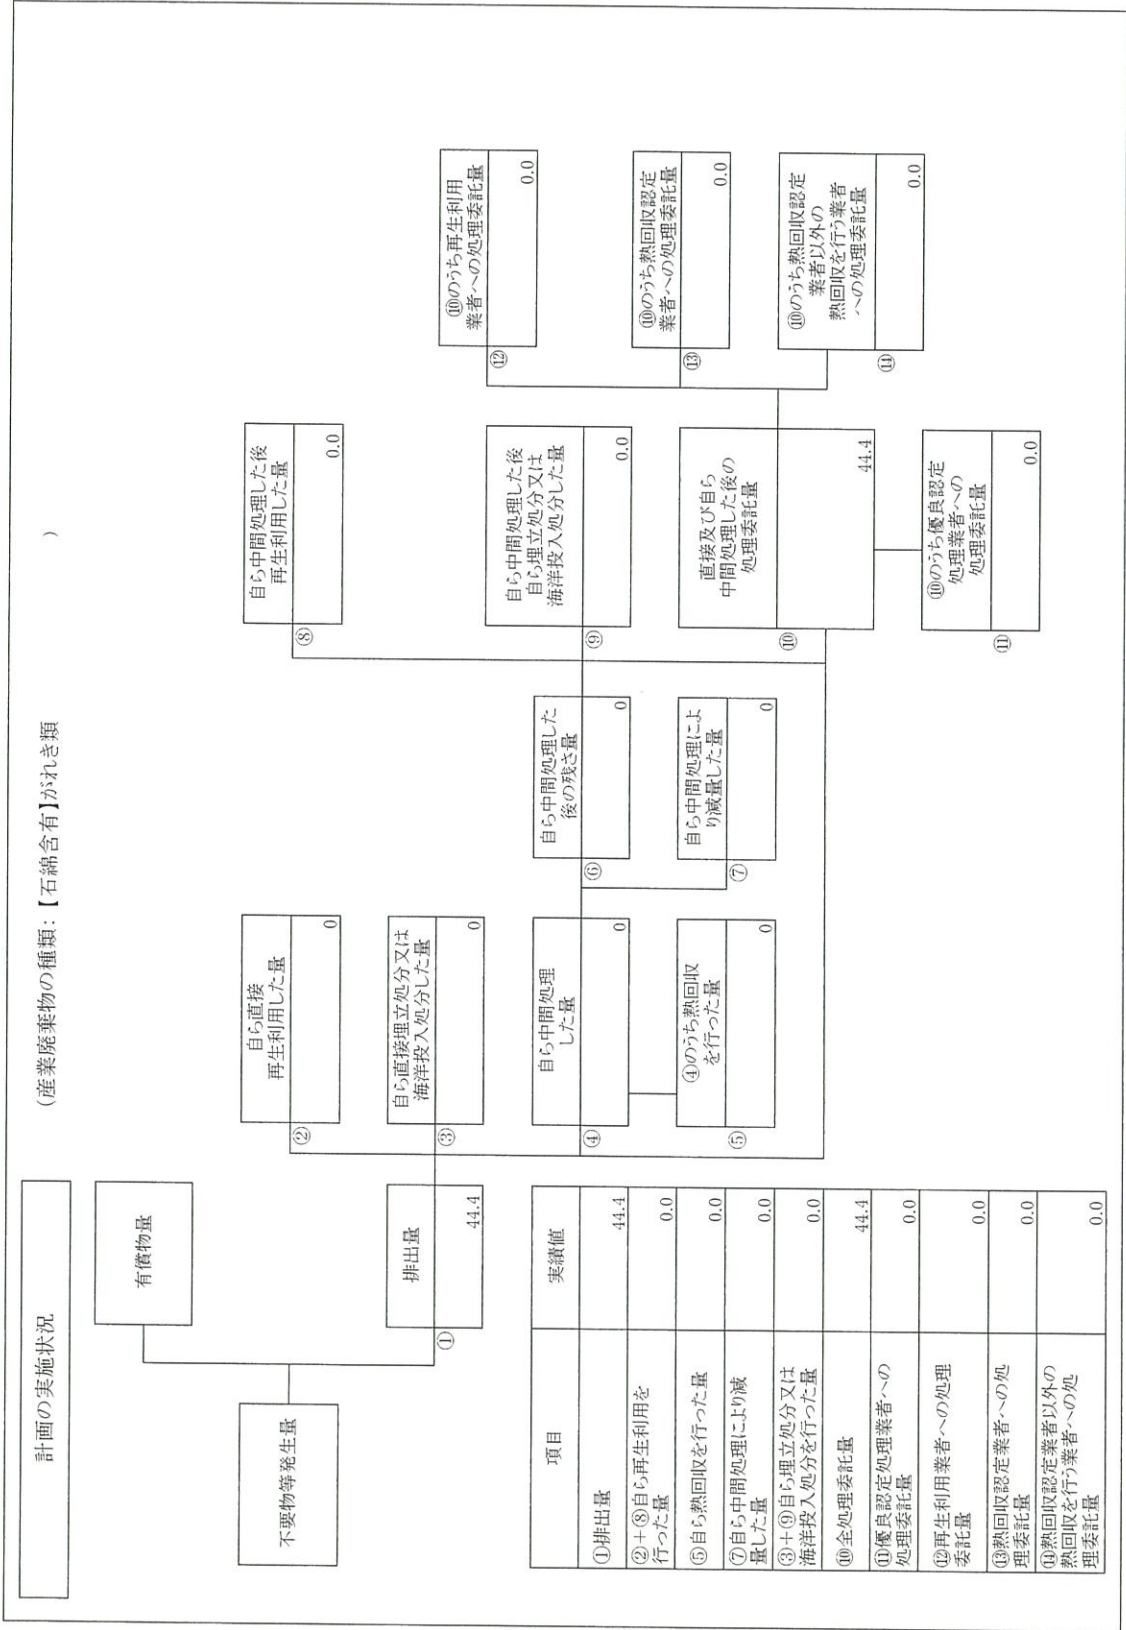 計画の実施状況
(産業廃棄物の種類:【石綿含有】がれき類
)
不要物等発生量
有償物量
①
排出量
44.4
②
自ら直接
再生利用した量
0
③
自ら直接埋立処分又は
海洋投入処分した量
0
④
自ら中間処理
した量
0
⑤
④のうち熱回収
を行った量
0
⑥
自ら中間処理した
後の残さ量
0
⑦
自ら中間処理によ
り減量した量
0
⑧
自ら中間処理した後
再生利用した量
0.0
⑨
自ら中間処理した後
自ら埋立処分又は
海洋投入処分した量
0.0
⑩
直接及び自ら
中間処理した後の
処理委託量
44.4
⑪
⑩のうち優良認定
処理業者への
処理委託量
0.0
⑫
⑩のうち再生利用
業者への処理委託量
0.0
⑬
⑩のうち熱回収認定
業者への処理委託量
0.0
⑭
⑩のうち熱回収認定
業者以外の
熱回収を行う業者
への処理委託量
0.0
項目 実績値
①排出量 44.4
②+⑧自ら再生利用を
行った量 0.0
⑤自ら熱回収を行った量 0.0
⑦自ら中間処理により減
量した量 0.0
③+⑨自ら埋立処分又は
海洋投入処分を行った量 0.0
⑩全処理委託量 44.4
⑪優良認定処理業者への
処理委託量 0.0
⑫再生利用業者への処理
委託量 0.0
⑬熱回収認定業者への処
理委託量 0.0
⑭熱回収認定業者以外の
熱回収を行う業者への処
理委託量 0.0